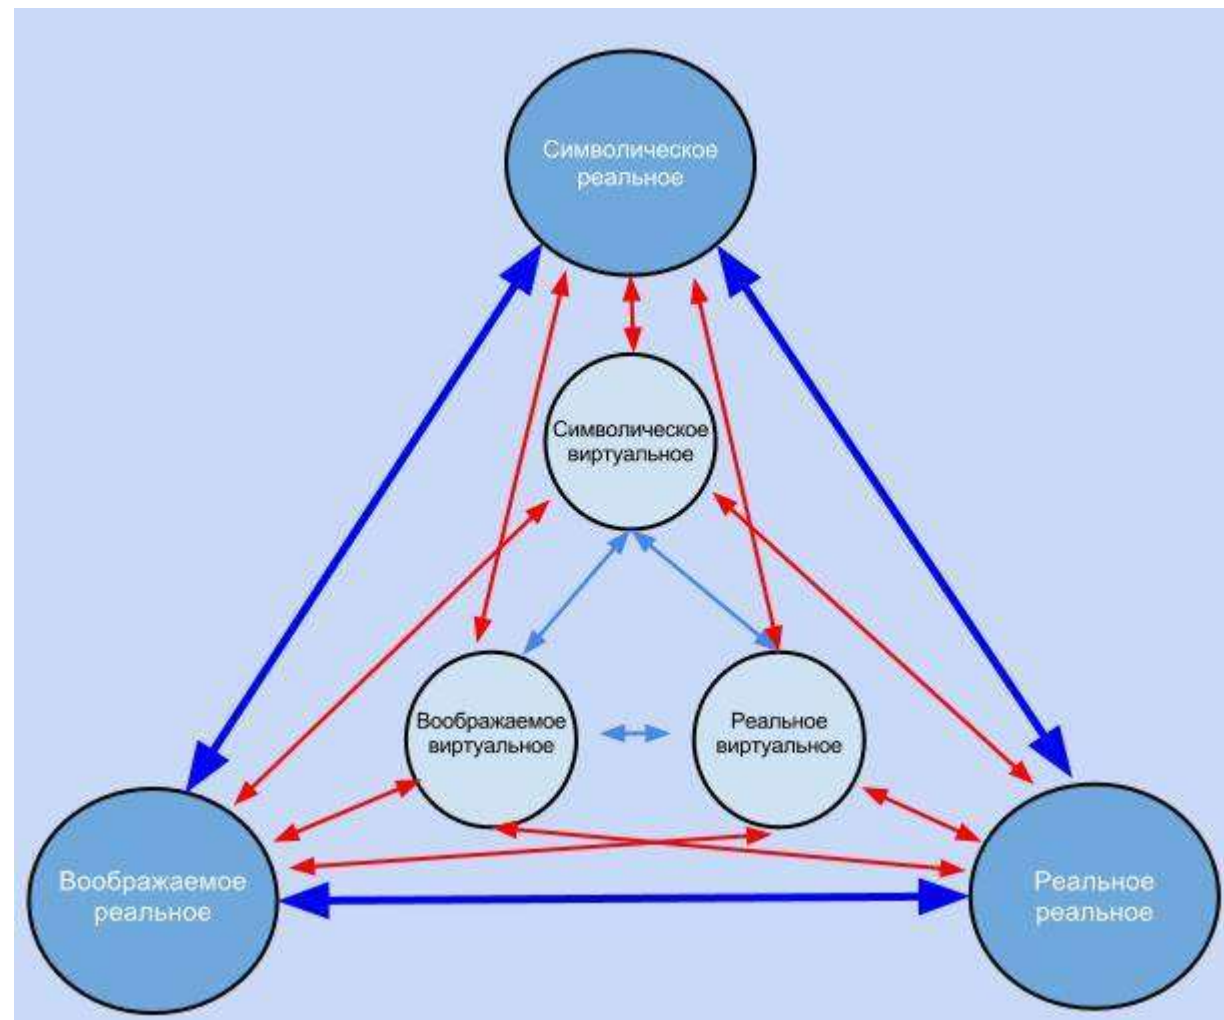 Символическое
реальное
Символическое
виртуальное
Воображаемое
виртуальное
Реальное
виртуальное
Воображаемое
реальное
Реальное
реальное